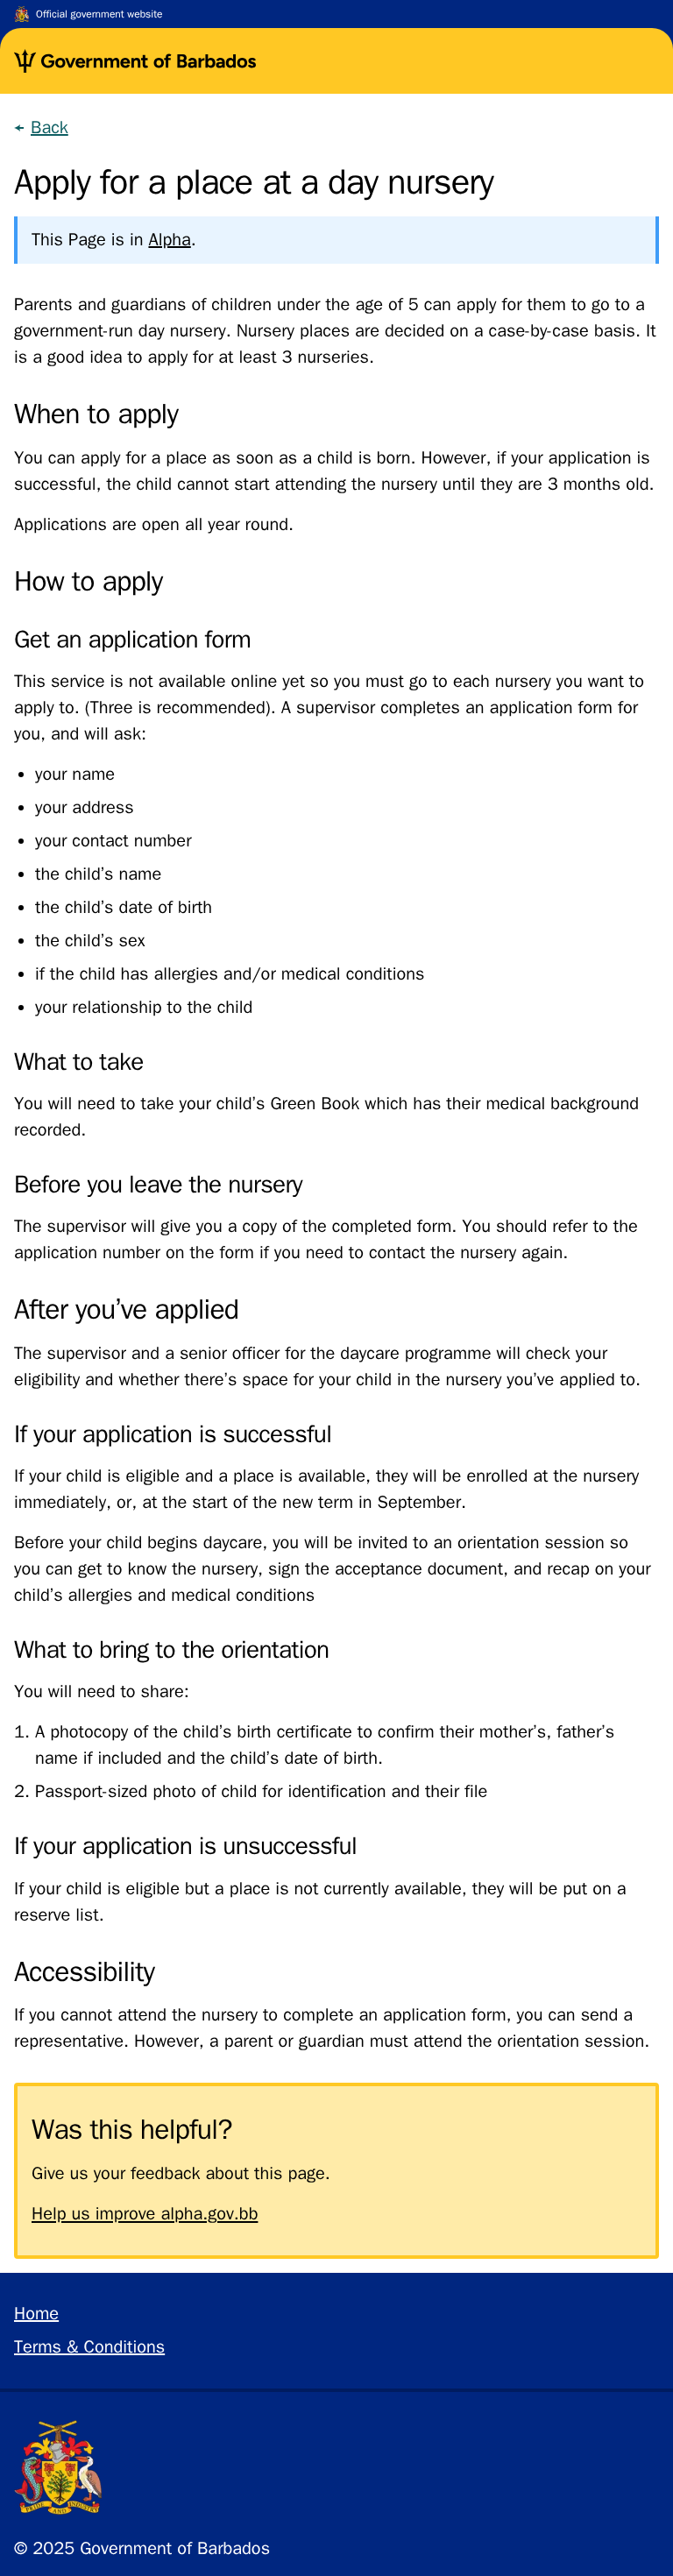 Official government website
Government of Barbados
← Back
Apply for a place at a day nursery
This Page is in Alpha.
Parents and guardians of children under the age of 5 can apply for them to go to a
government-run day nursery. Nursery places are decided on a case-by-case basis. It
is a good idea to apply for at least 3 nurseries.
When to apply
You can apply for a place as soon as a child is born. However, if your application is
successful, the child cannot start attending the nursery until they are 3 months old.
Applications are open all year round.
How to apply
Get an application form
This service is not available online yet so you must go to each nursery you want to
apply to. (Three is recommended). A supervisor completes an application form for
you, and will ask:
• your name
• your address
• your contact number
• the child’s name
• the child’s date of birth
• the child’s sex
• if the child has allergies and/or medical conditions
• your relationship to the child
What to take
You will need to take your child’s Green Book which has their medical background
recorded.
Before you leave the nursery
The supervisor will give you a copy of the completed form. You should refer to the
application number on the form if you need to contact the nursery again.
After you’ve applied
The supervisor and a senior officer for the daycare programme will check your
eligibility and whether there’s space for your child in the nursery you’ve applied to.
If your application is successful
If your child is eligible and a place is available, they will be enrolled at the nursery
immediately, or, at the start of the new term in September.
Before your child begins daycare, you will be invited to an orientation session so
you can get to know the nursery, sign the acceptance document, and recap on your
child’s allergies and medical conditions
What to bring to the orientation
You will need to share:
1. A photocopy of the child’s birth certificate to confirm their mother’s, father’s
name if included and the child’s date of birth.
2. Passport-sized photo of child for identification and their file
If your application is unsuccessful
If your child is eligible but a place is not currently available, they will be put on a
reserve list.
Accessibility
If you cannot attend the nursery to complete an application form, you can send a
representative. However, a parent or guardian must attend the orientation session.
Was this helpful?
Give us your feedback about this page.
Help us improve alpha.gov.bb
Home
Terms & Conditions
PRIDE AND INDUSTRY
© 2025 Government of Barbados